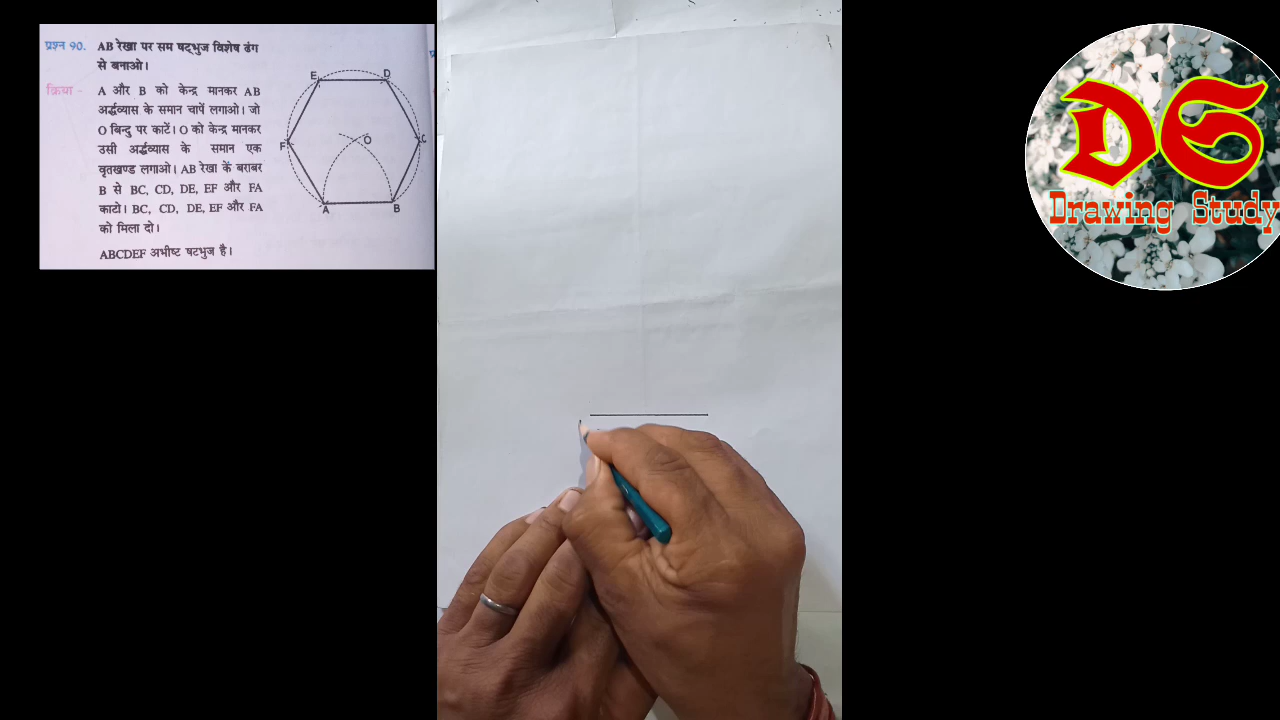 प्रश्न 90. AB रेखा पर सम षट्भुज विशेष ढंग
से बनाओ।
क्रिया - A और B को केन्द्र मानकर AB
अर्द्धव्यास के समान चापें लगाओ। जो
O बिन्दु पर काटें। O को केन्द्र मानकर
उसी अर्द्धव्यास के समान एक
वृतखण्ड लगाओ। AB रेखा कें बराबर
B से BC, CD, DE, EF और FA
काटो। BC, CD, DE, EF और FA
को मिला दो।
ABCDEF अभीष्ट षटभुज है।
E D
F O C
A B
DS
Drawing Study